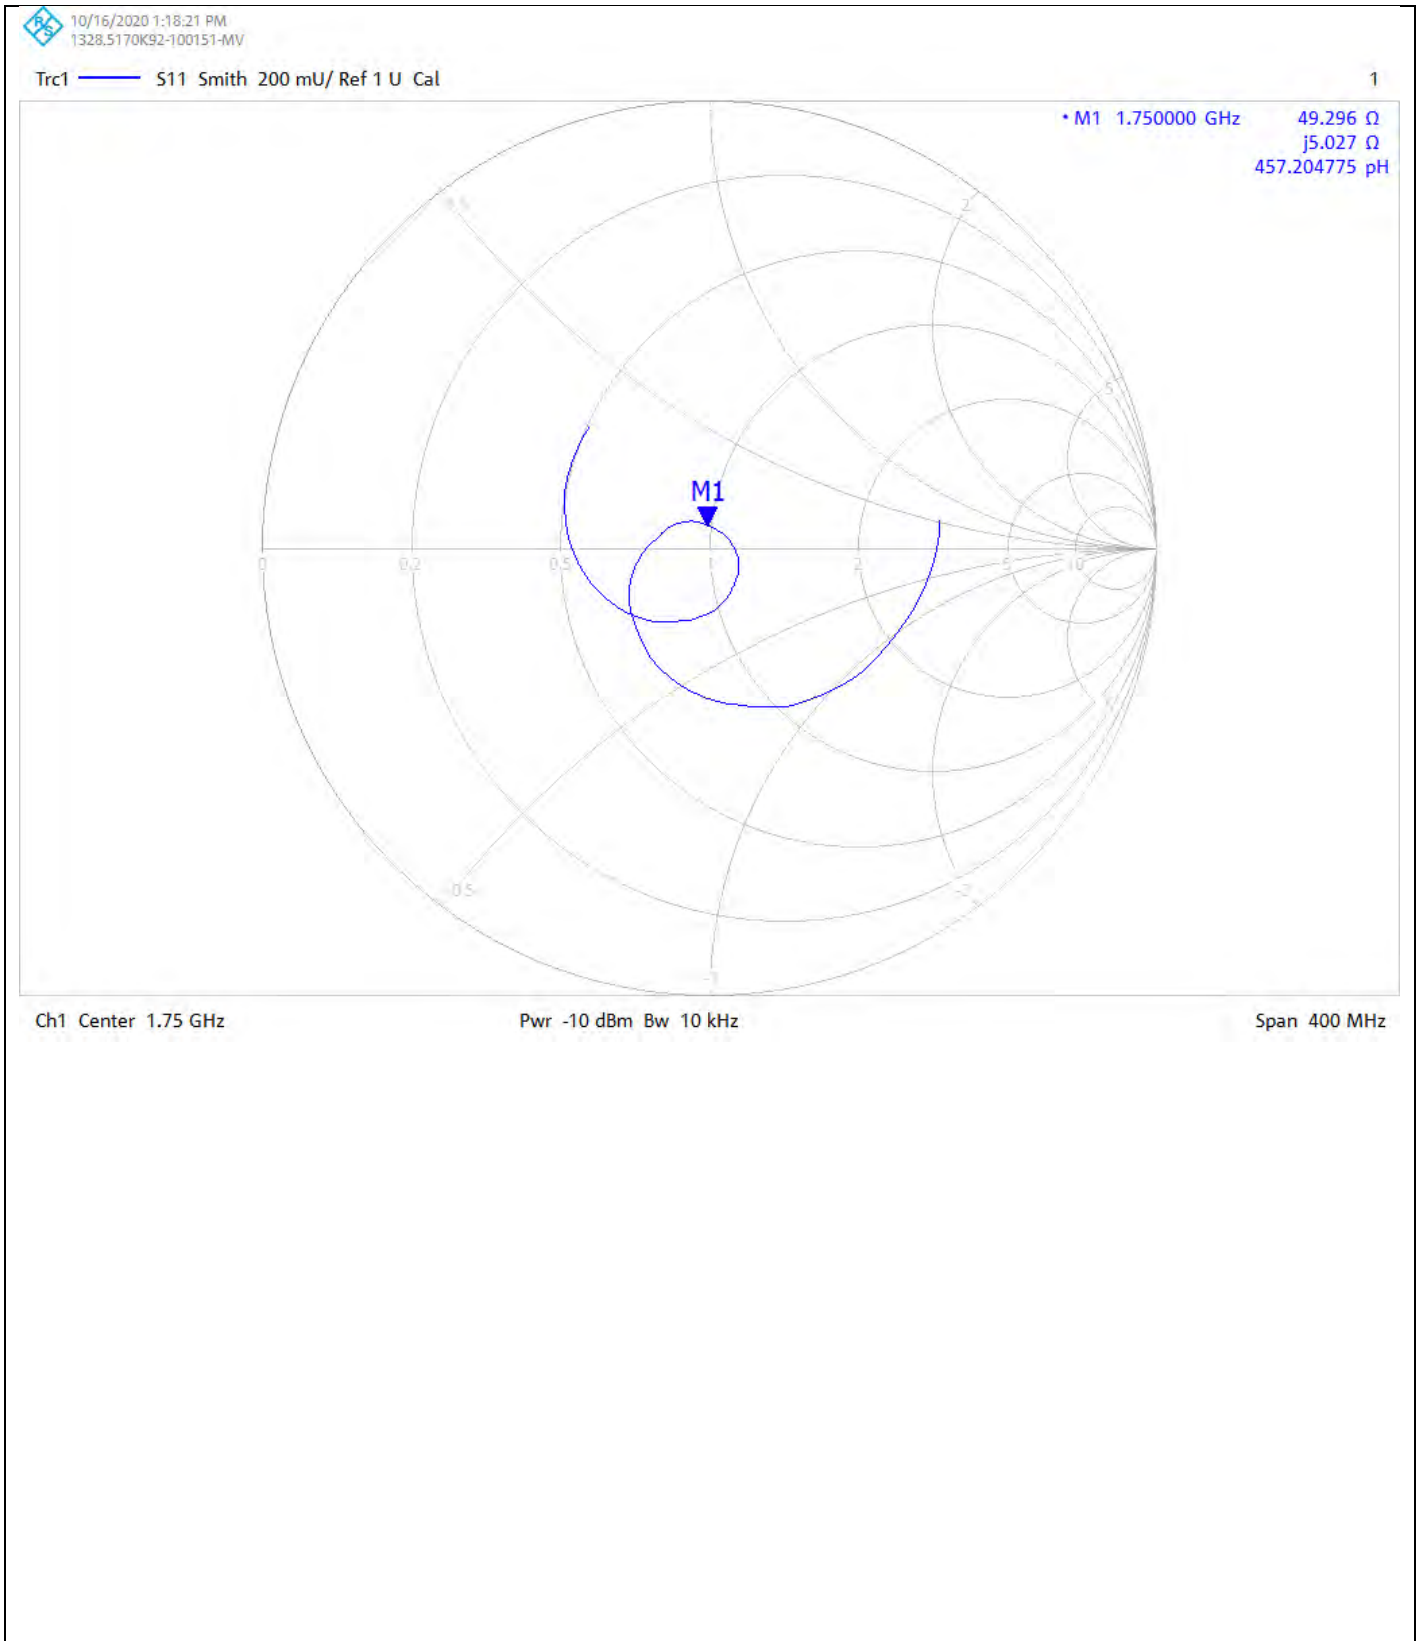 R&S
10/16/2020 1:18:21 PM
1328.5170K92-100151-MV
Trc1 S11 Smith 200 mU/ Ref 1 U Cal 1
• M1 1.750000 GHz 49.296 Ω
j5.027 Ω
457.204775 pH
0.5
2
5
M1
0 0.2 0.5 1 2 5 10
-0.5
-2
-1
Ch1 Center 1.75 GHz Pwr -10 dBm Bw 10 kHz Span 400 MHz